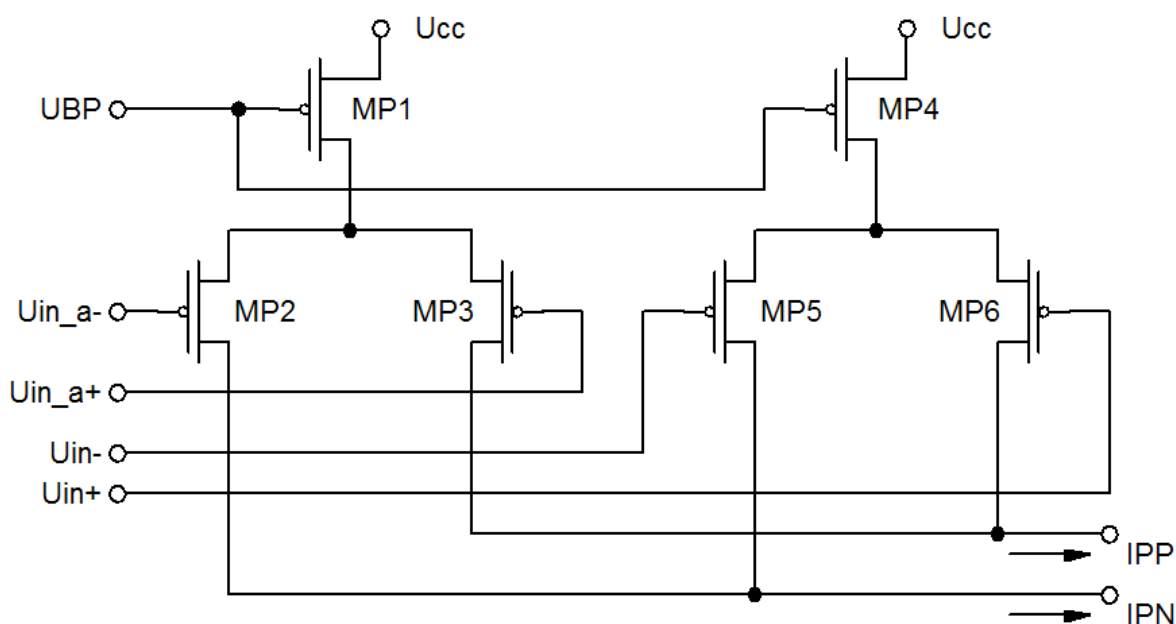 Ucc
Ucc
UBP
MP1
MP4
Uin_a-
MP2
MP3
MP5
MP6
Uin_a+
Uin-
Uin+
IPP
IPN